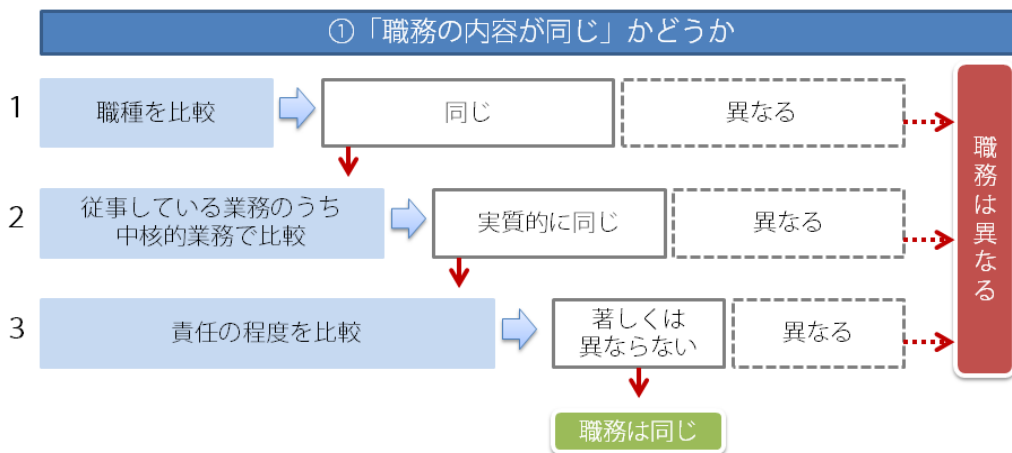 ①「職務の内容が同じ」かどうか
1
職種を比較
同じ
異なる
2
従事している業務のうち
中核的業務で比較
実質的に同じ
異なる
3
責任の程度を比較
著しくは
異ならない
異なる
職務は異なる
職務は同じ